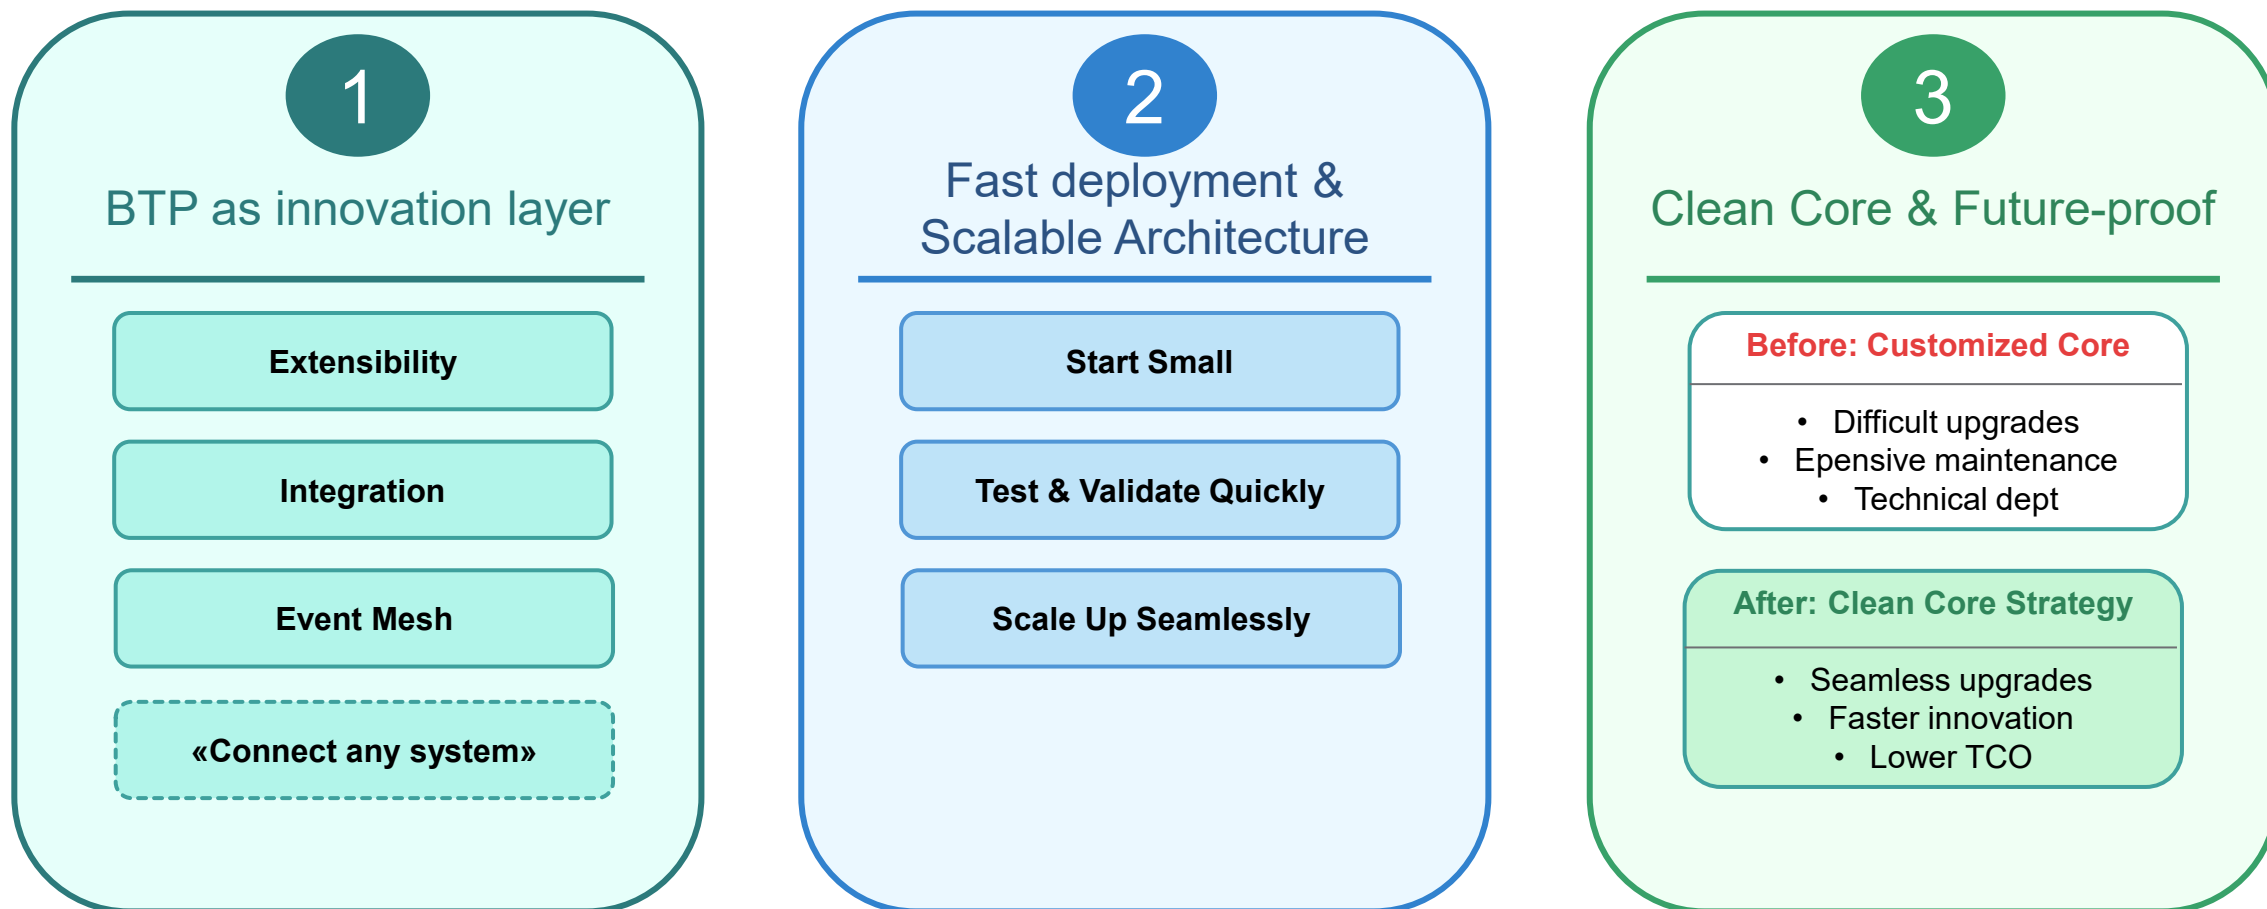 1
BTP as innovation layer
Extensibility
Integration
Event Mesh
«Connect any system»
2
Fast deployment &
Scalable Architecture
Start Small
Test & Validate Quickly
Scale Up Seamlessly
3
Clean Core & Future-proof
Before: Customized Core
• Difficult upgrades
• Epensive maintenance
• Technical dept
After: Clean Core Strategy
• Seamless upgrades
• Faster innovation
• Lower TCO